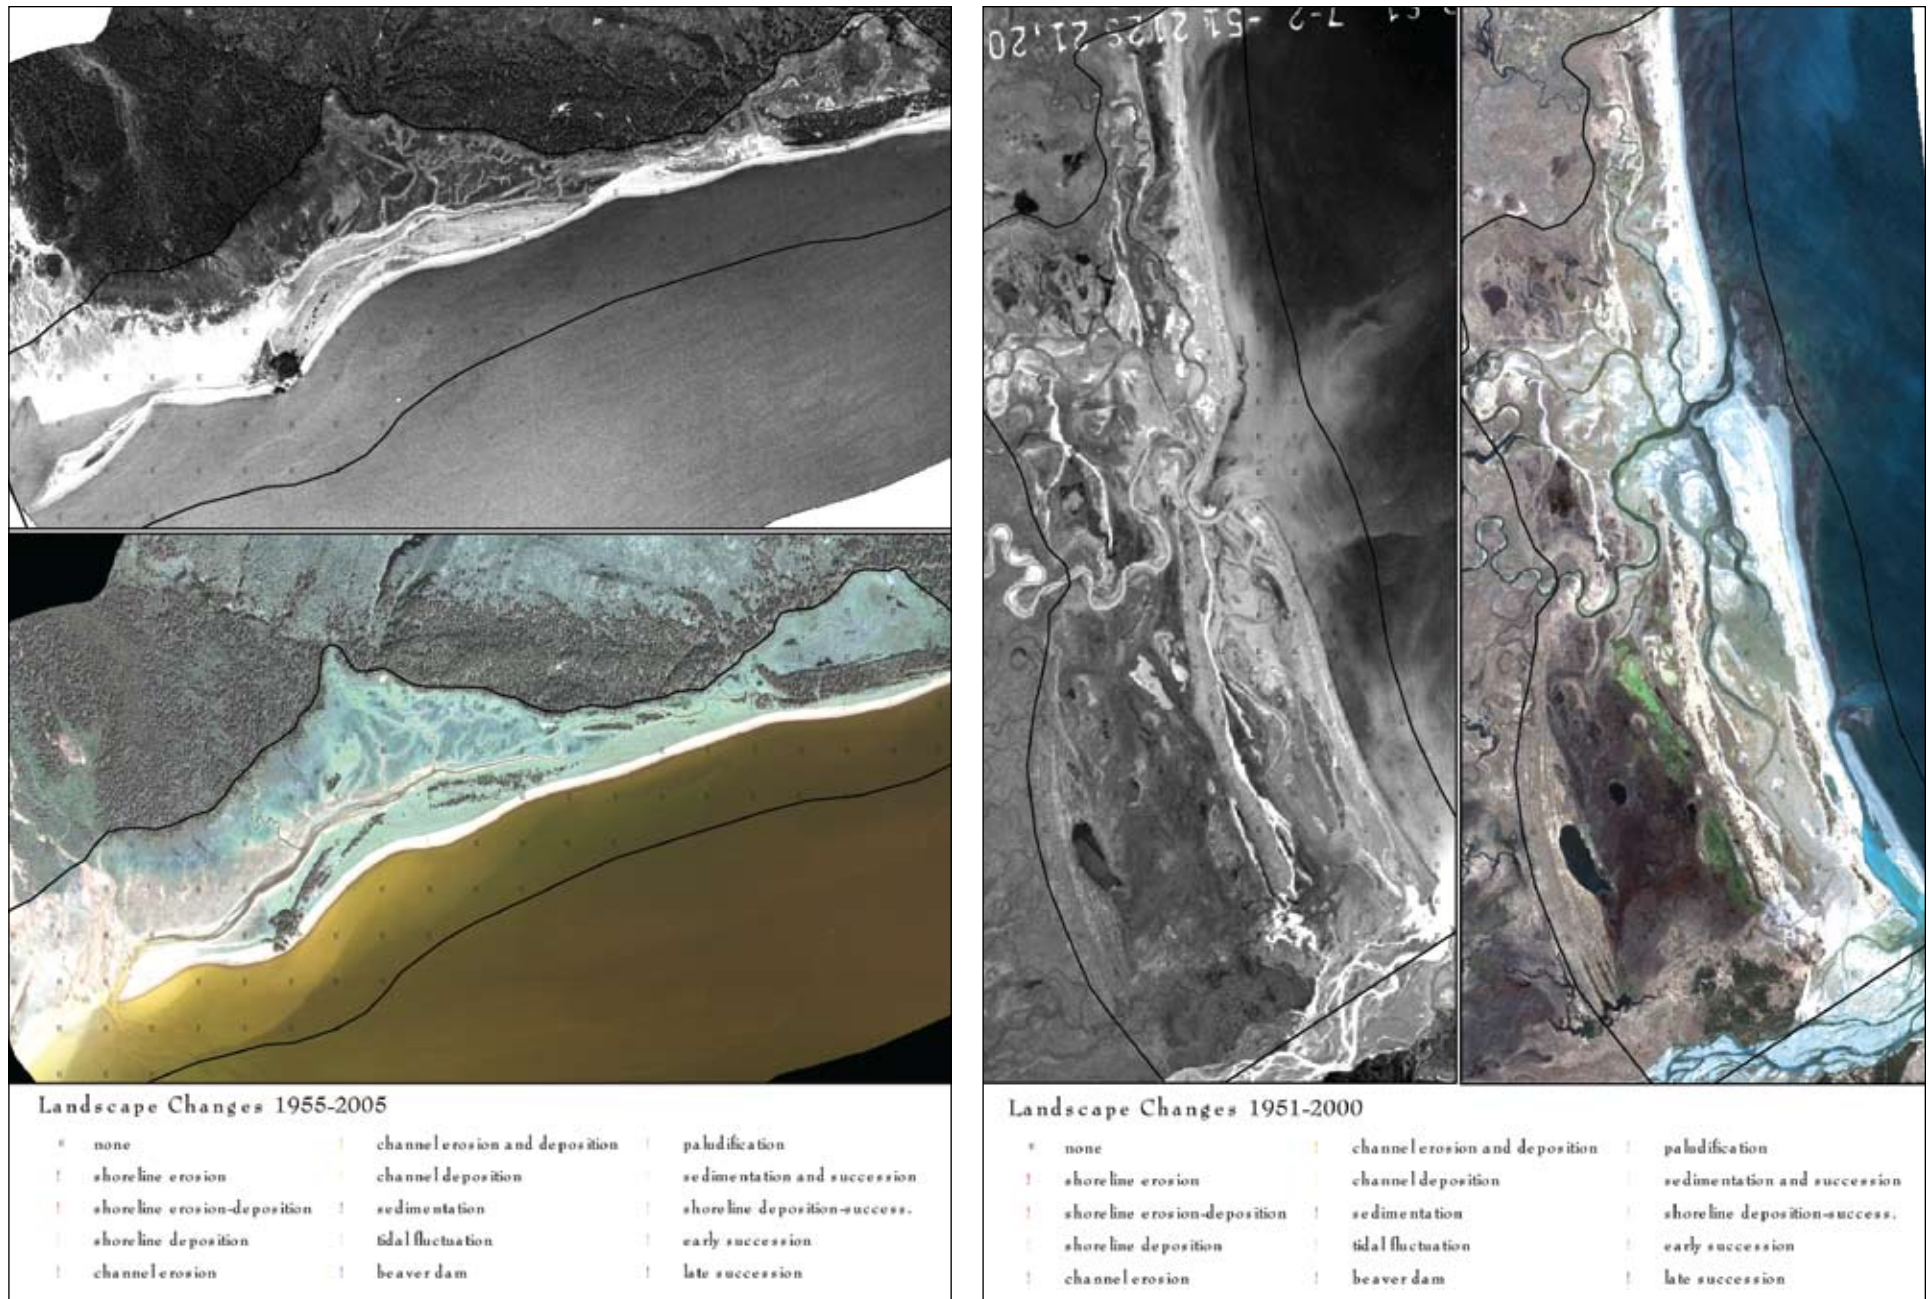 Landscape Changes 1955-2005
none
shoreline erosion
shoreline erosion-deposition
shoreline deposition
channel erosion
channel erosion and deposition
channel deposition
sedimentation
tidal fluctuation
beaver dam
paludification
sedimentation and succession
shoreline deposition-success.
early succession
late succession
Landscape Changes 1951-2000
none
shoreline erosion
shoreline erosion-deposition
shoreline deposition
channel erosion
channel erosion and deposition
channel deposition
sedimentation
tidal fluctuation
beaver dam
paludification
sedimentation and succession
shoreline deposition-success.
early succession
late succession